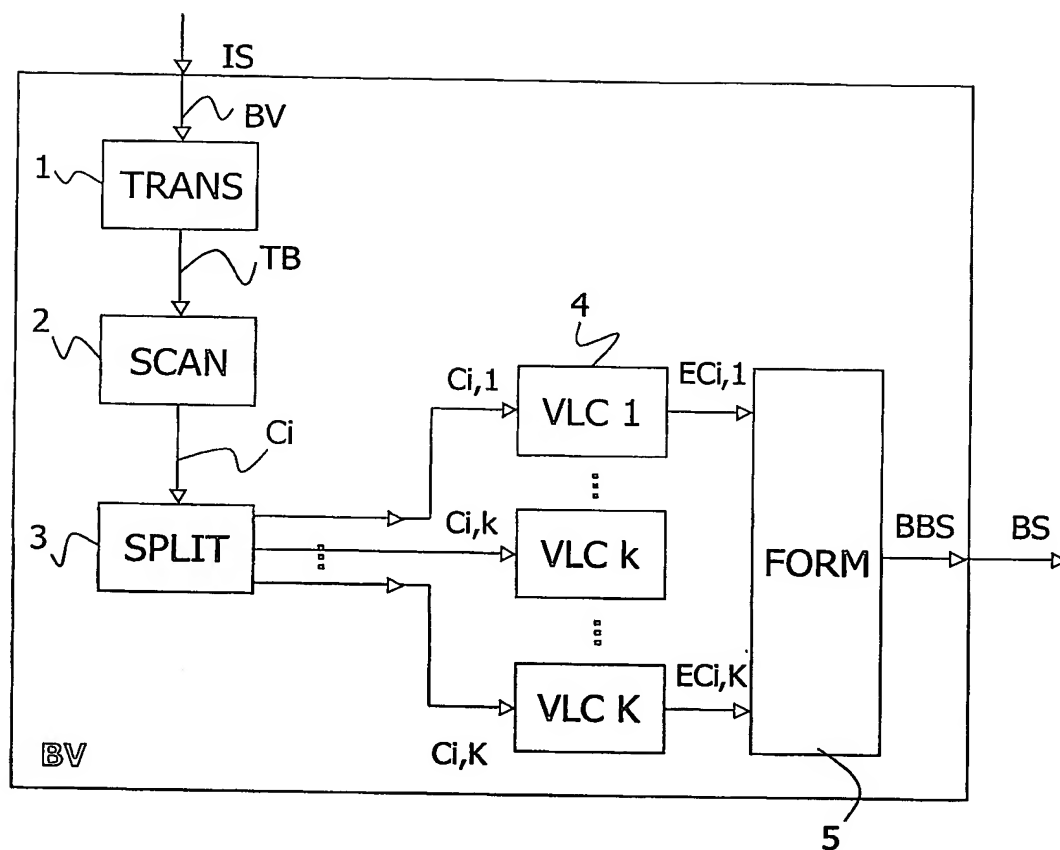 IS
BV
1
TRANS
TB
2
SCAN
4
Ci,1
VLC 1
ECi,1
Ci
3
SPLIT
Ci,k
VLC k
FORM
BBS
BS
VLC K
ECi,K
Ci,K
BV
5